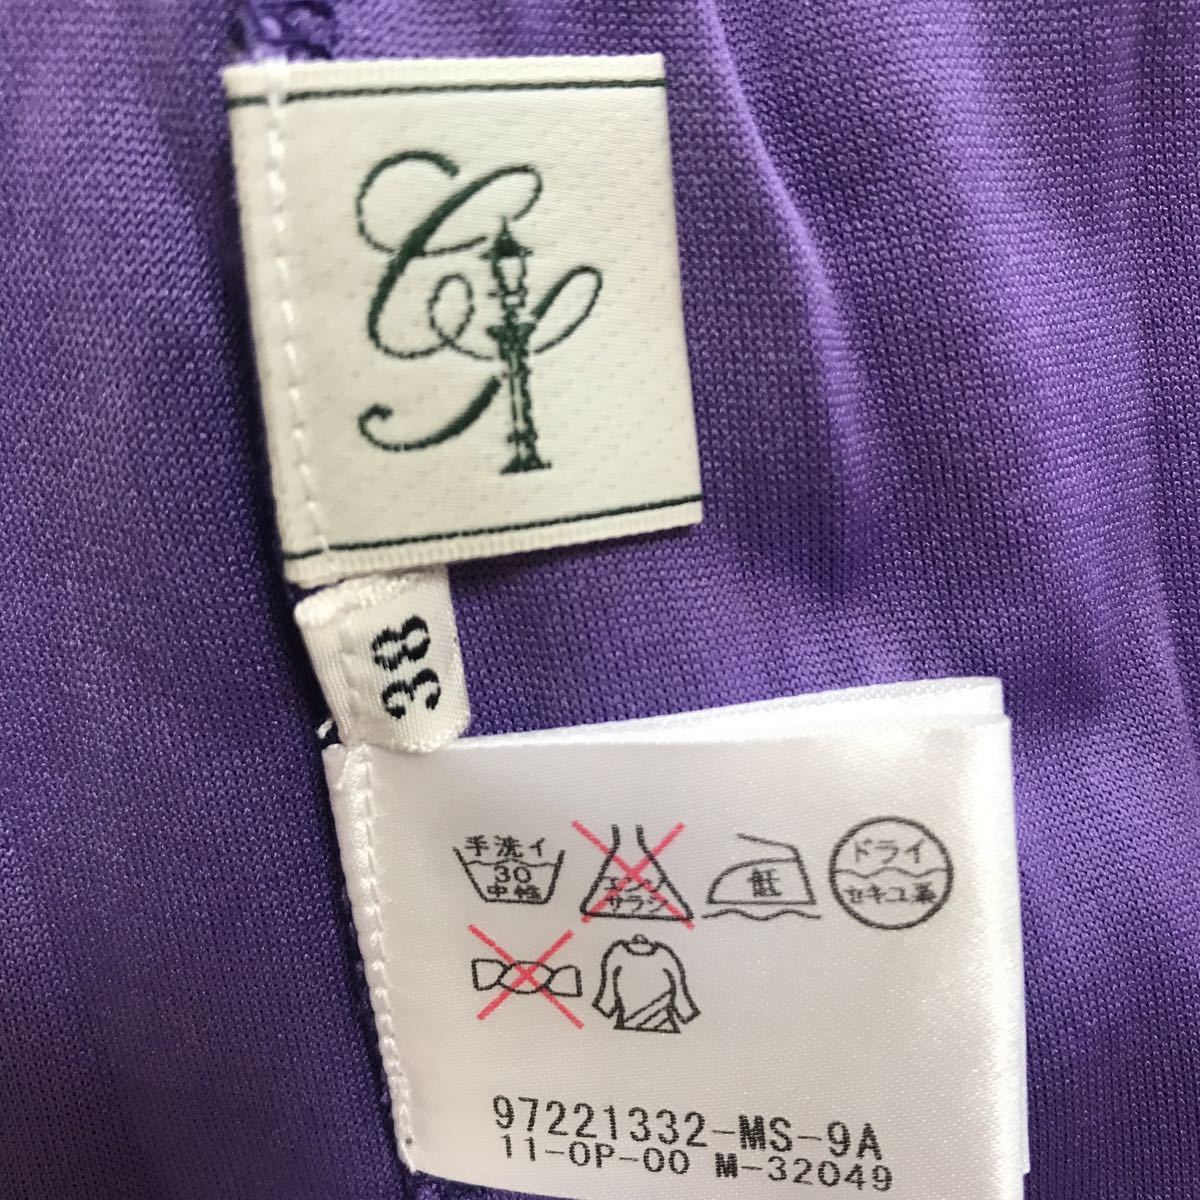 38
手洗イ
30
中性
エンソ
サラシ
低
ドライ
セキユ系
97221332-MS-9A
11-OP-00 M-32049